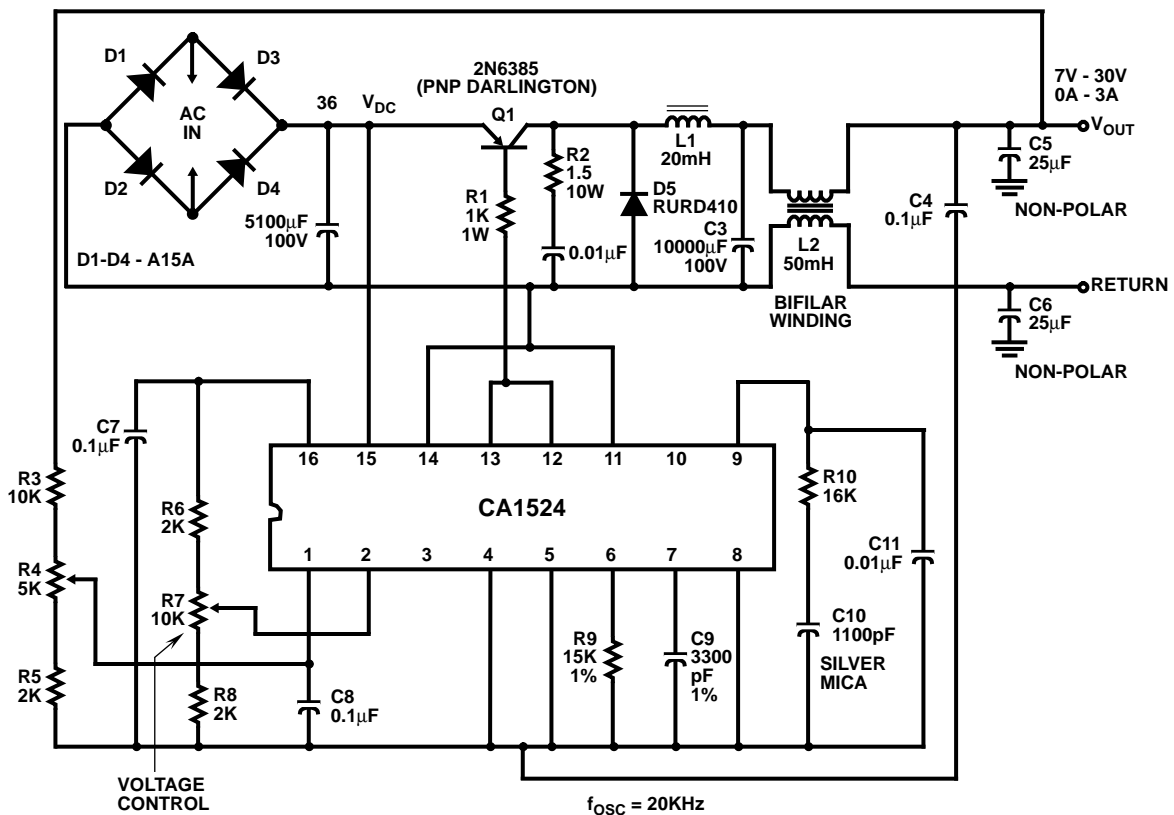 D1
D3
AC
IN
D2
D4
D1-D4 - A15A
36
V_DC
5100μF
100V
2N6385
(PNP DARLINGTON)
Q1
R1
1K
1W
R2
1.5
10W
0.01μF
D5
RURD410
L1
20mH
C3
10000μF
100V
L2
50mH
BIFILAR
WINDING
C4
0.1μF
7V - 30V
0A - 3A
V_OUT
C5
25μF
NON-POLAR
RETURN
C6
25μF
NON-POLAR
C7
0.1μF
R3
10K
R4
5K
R5
2K
R6
2K
R7
10K
R8
2K
VOLTAGE
CONTROL
C8
0.1μF
16 15 14 13 12 11 10 9
CA1524
1 2 3 4 5 6 7 8
R9
15K
1%
C9
3300
pF
1%
R10
16K
C10
1100pF
SILVER
MICA
C11
0.01μF
f_OSC = 20KHz